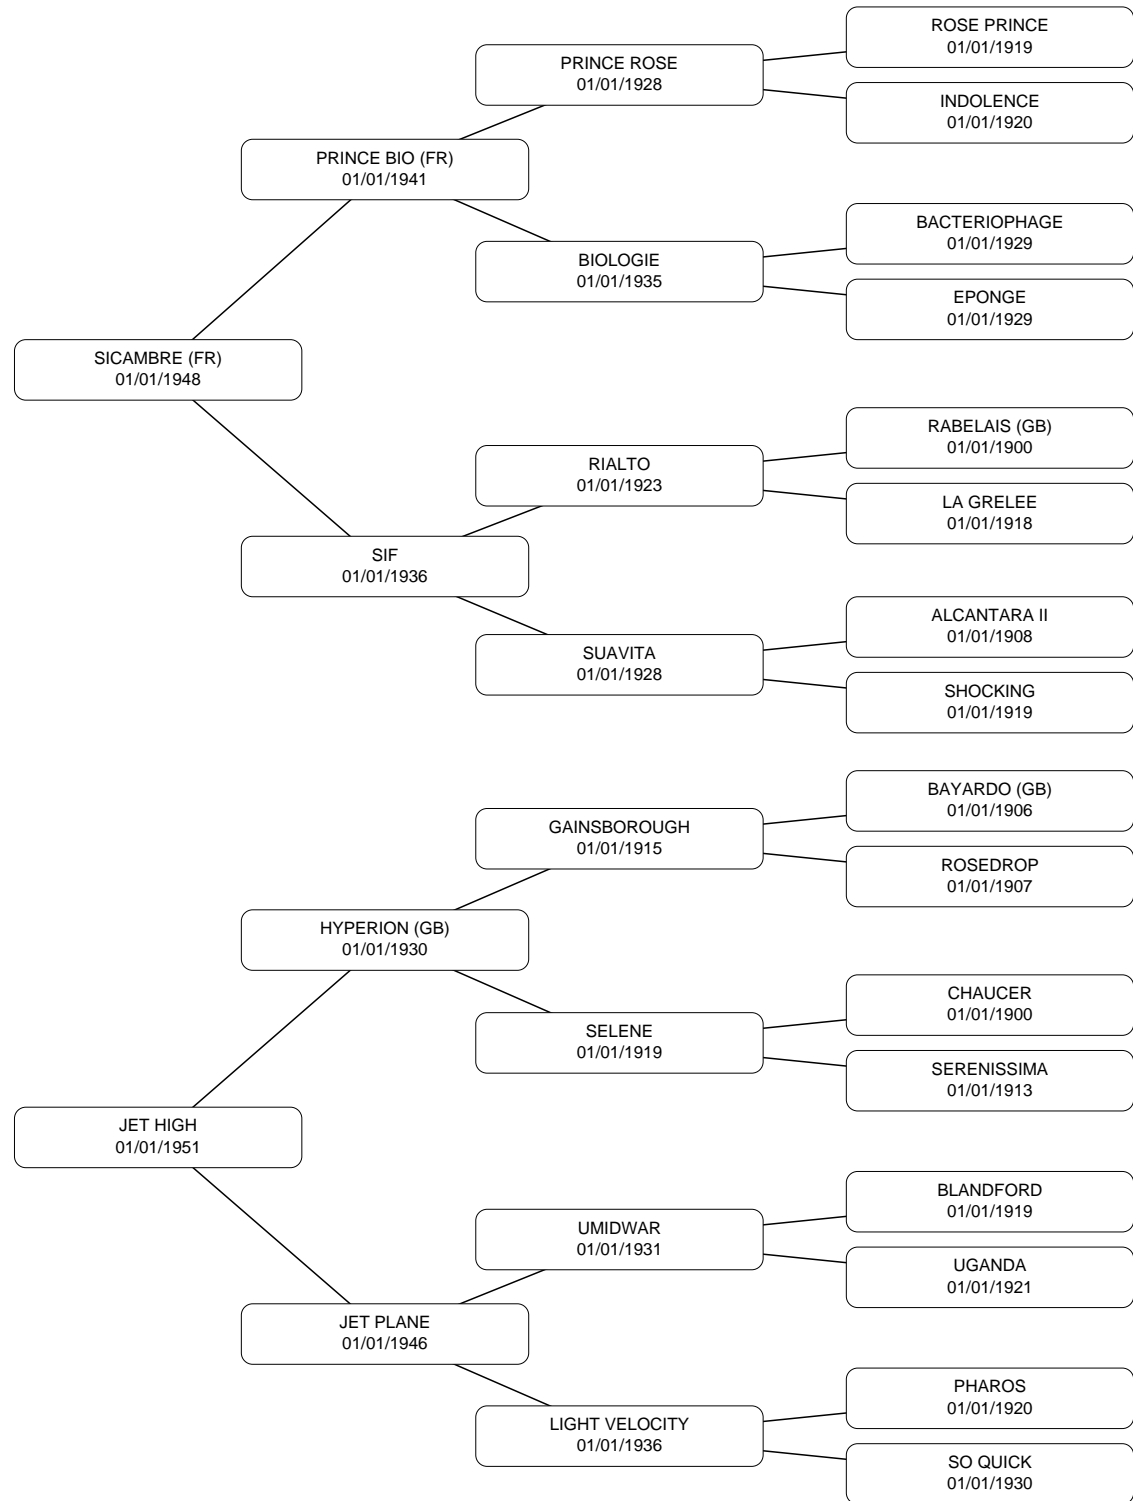 ROSE PRINCE
01/01/1919
PRINCE ROSE
01/01/1928
INDOLENCE
01/01/1920
PRINCE BIO (FR)
01/01/1941
BACTERIOPHAGE
01/01/1929
BIOLOGIE
01/01/1935
EPONGE
01/01/1929
SICAMBRE (FR)
01/01/1948
RABELAIS (GB)
01/01/1900
RIALTO
01/01/1923
LA GRELEE
01/01/1918
SIF
01/01/1936
ALCANTARA II
01/01/1908
SUAVITA
01/01/1928
SHOCKING
01/01/1919
BAYARDO (GB)
01/01/1906
GAINSBOROUGH
01/01/1915
ROSEDROP
01/01/1907
HYPERION (GB)
01/01/1930
CHAUCER
01/01/1900
SELENE
01/01/1919
SERENISSIMA
01/01/1913
JET HIGH
01/01/1951
BLANDFORD
01/01/1919
UMIDWAR
01/01/1931
UGANDA
01/01/1921
JET PLANE
01/01/1946
PHAROS
01/01/1920
LIGHT VELOCITY
01/01/1936
SO QUICK
01/01/1930